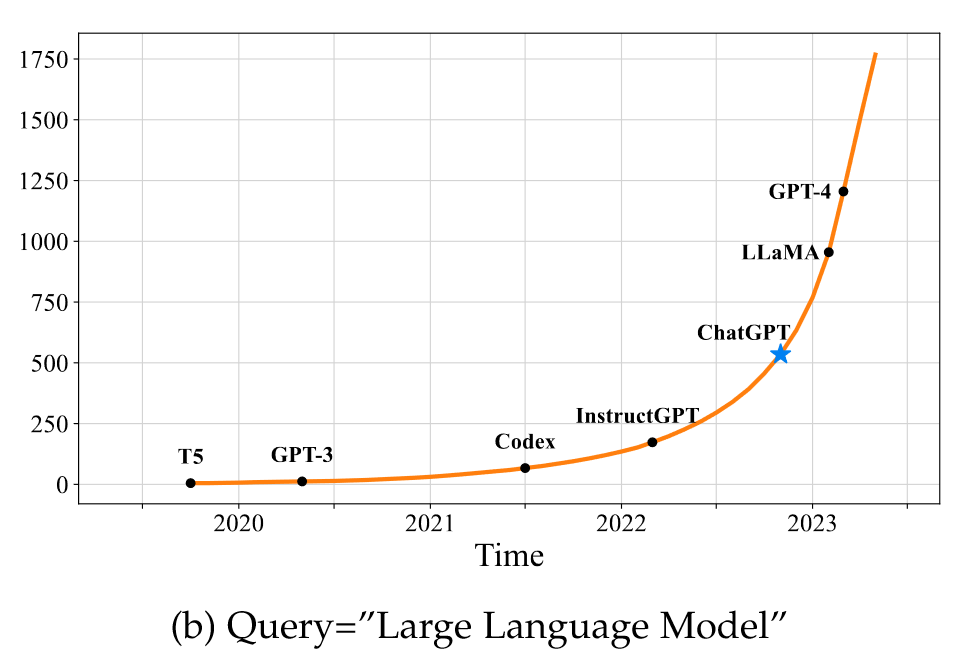 1750
1500
1250
1000
750
500
250
0
GPT-4
LLaMA
ChatGPT
InstructGPT
Codex
GPT-3
T5
2020 2021 2022 2023
Time
(b) Query=”Large Language Model”